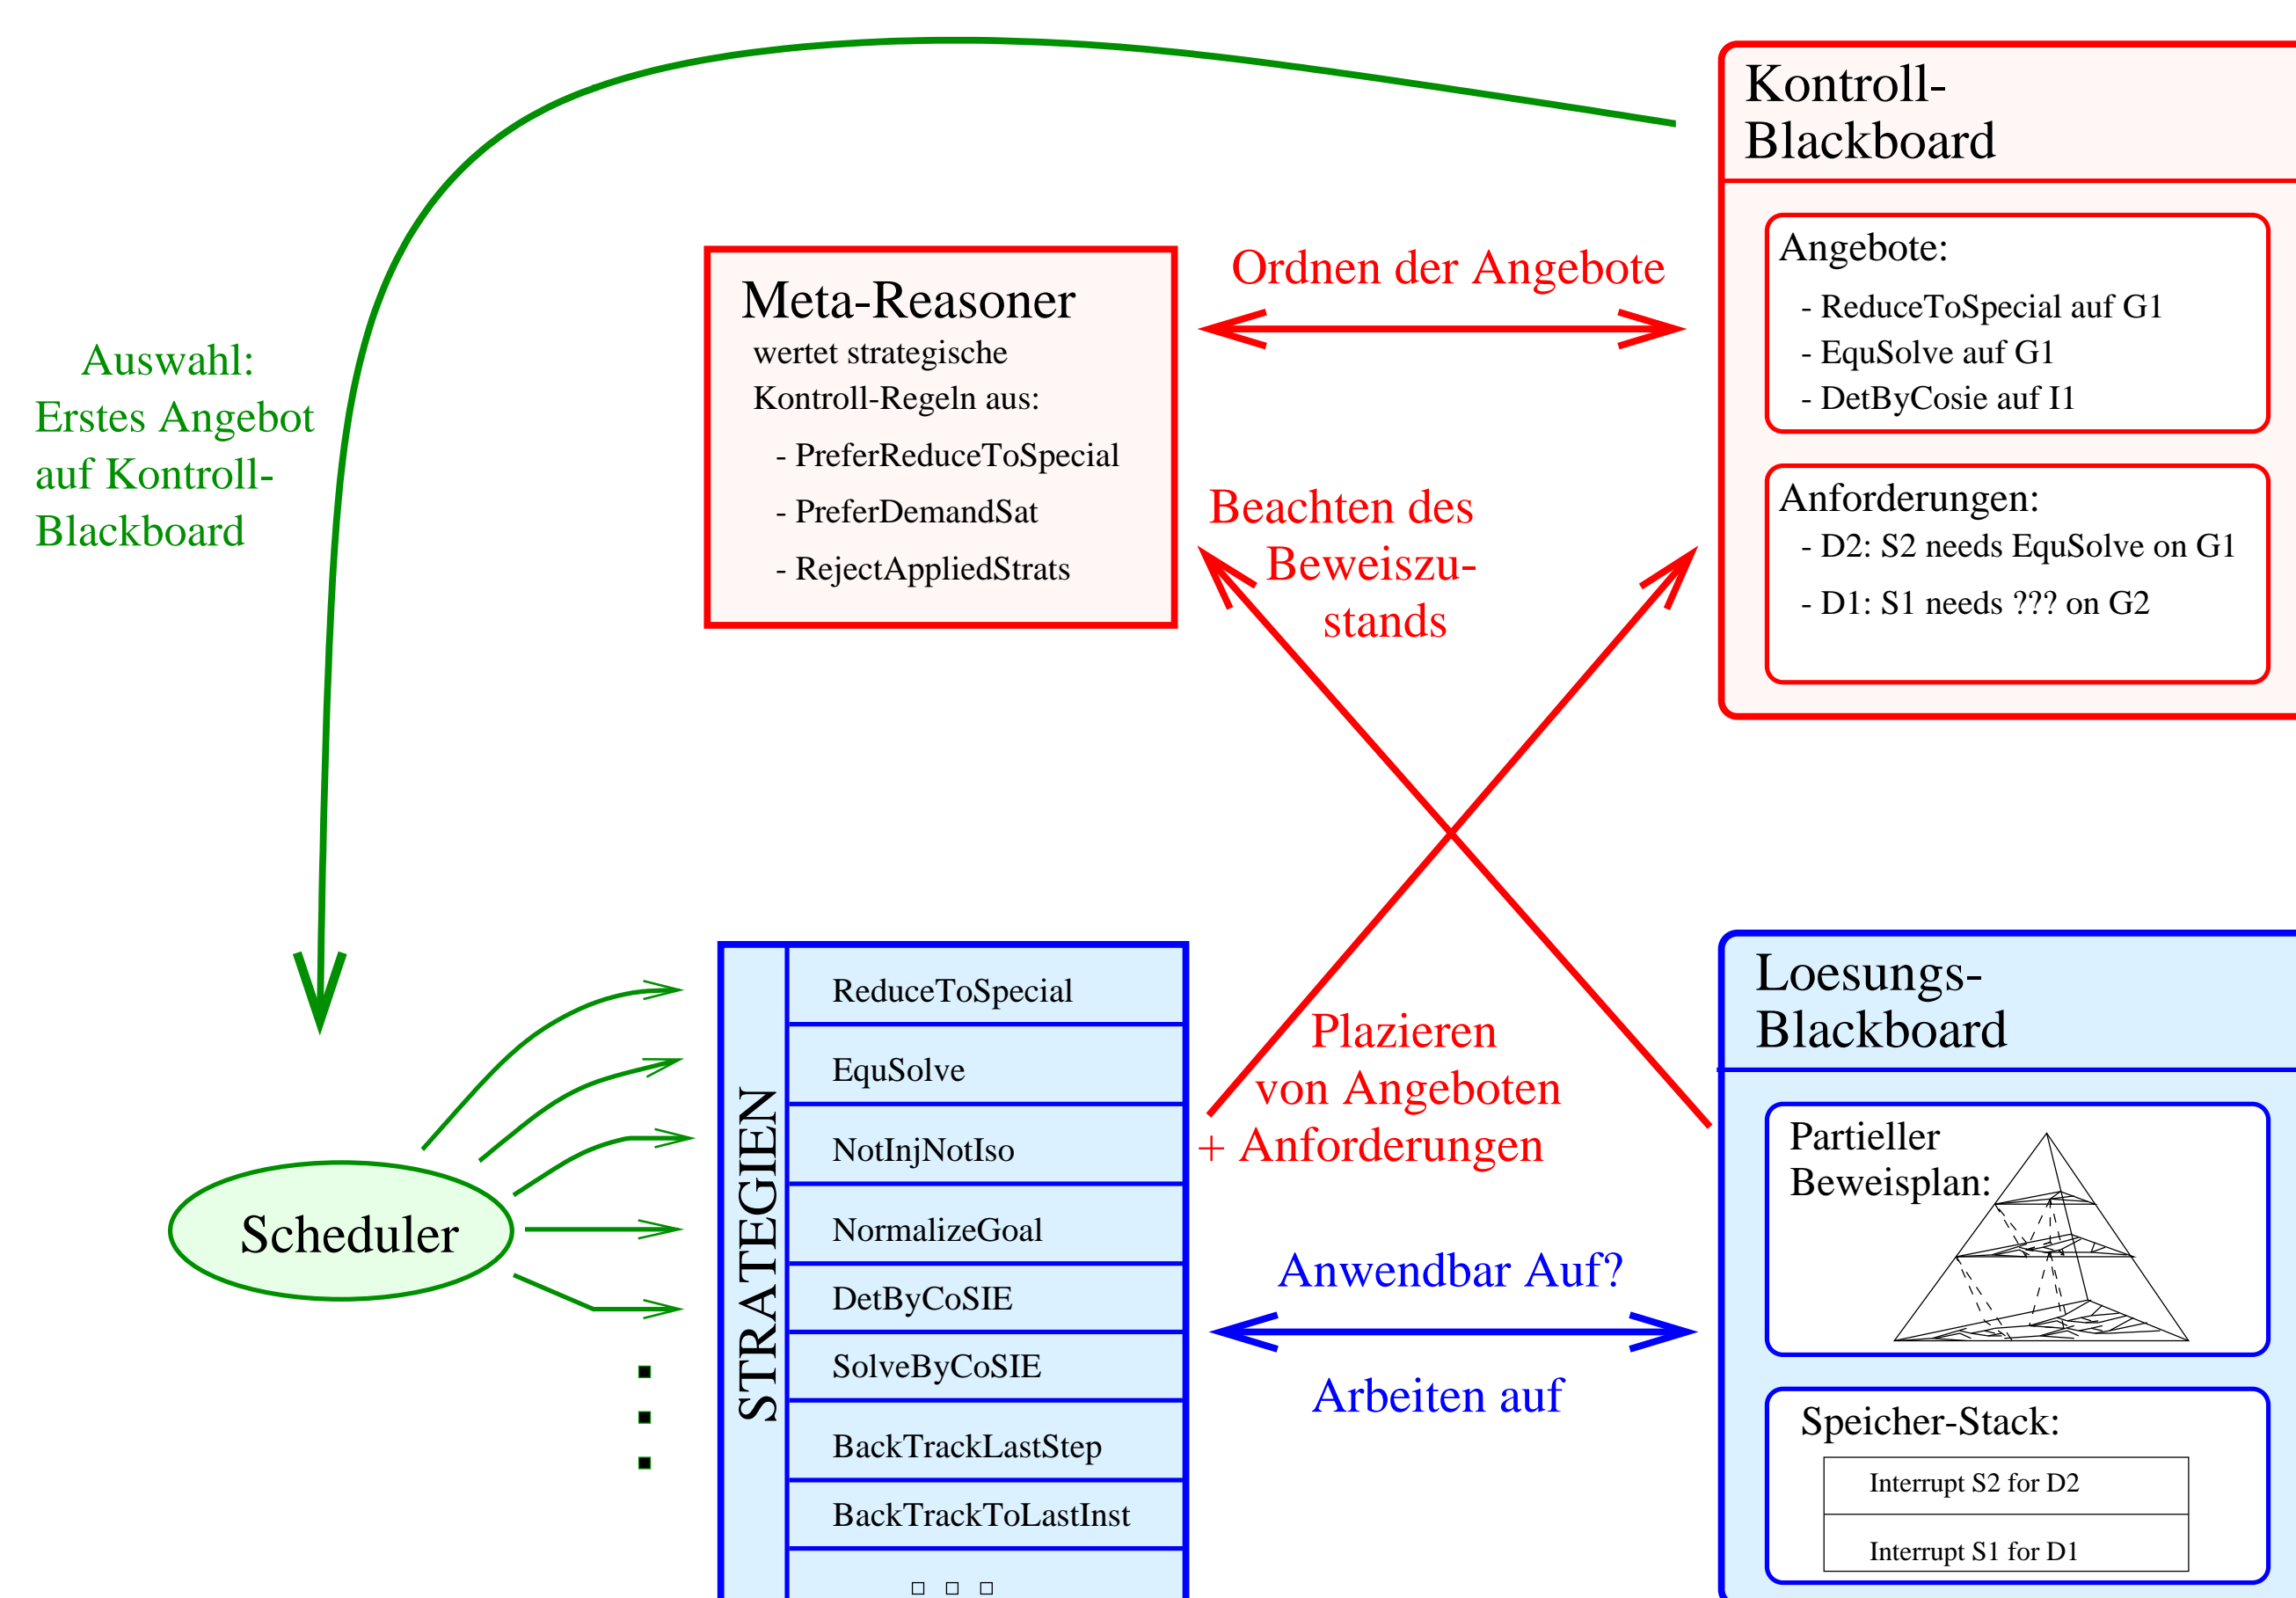 Kontroll-
Blackboard
Angebote:
- ReduceToSpecial auf G1
- EquSolve auf G1
- DetByCosie auf I1
Anforderungen:
- D2: S2 needs EquSolve on G1
- D1: S1 needs ??? on G2
Ordnen der Angebote
Meta-Reasoner
wertet strategische
Kontroll-Regeln aus:
- PreferReduceToSpecial
- PreferDemandSat
- RejectAppliedStrats
Auswahl:
Erstes Angebot
auf Kontroll-
Blackboard
Beachten des
Beweiszu-
stands
Plazieren
von Angeboten
+ Anforderungen
Scheduler
STRATEGIEN
ReduceToSpecial
EquSolve
NotInjNotIso
NormalizeGoal
DetByCoSIE
SolveByCoSIE
BackTrackLastStep
BackTrackToLastInst
Anwendbar Auf?
Arbeiten auf
Loesungs-
Blackboard
Partieller
Beweisplan:
Speicher-Stack:
Interrupt S2 for D2
Interrupt S1 for D1